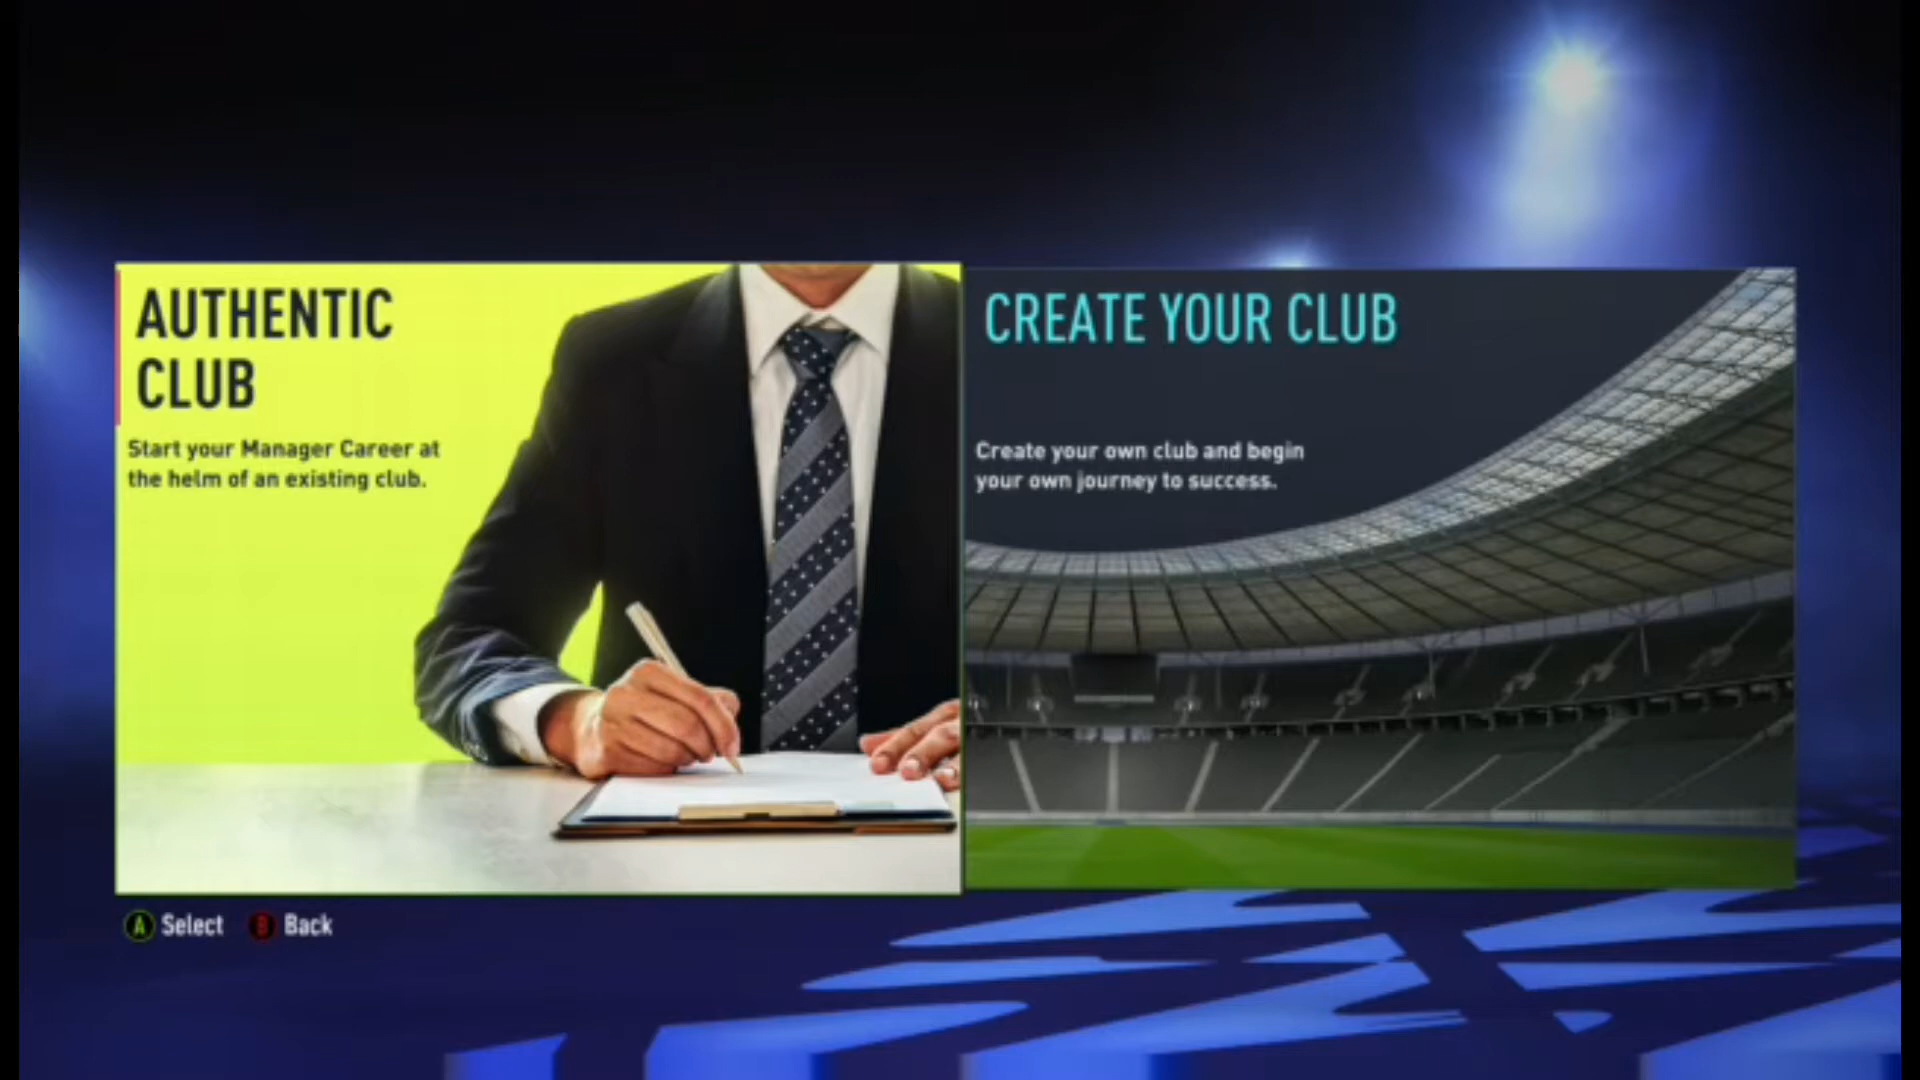 AUTHENTIC
CLUB
Start your Manager Career at
the helm of an existing club.
CREATE YOUR CLUB
Create your own club and begin
your own journey to success.
A Select B Back